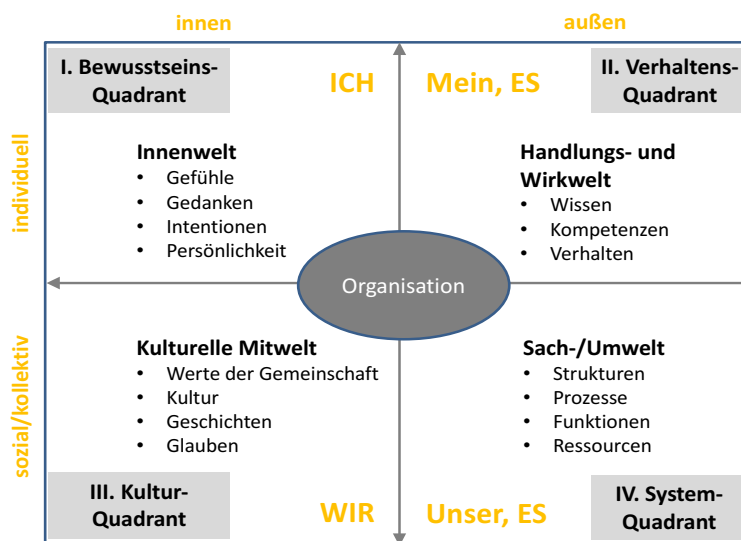 innen
außen
I. Bewusstseins-
Quadrant
ICH
Mein, ES
II. Verhaltens-
Quadrant
individuell
Innenwelt
• Gefühle
• Gedanken
• Intentionen
• Persönlichkeit
Handlungs- und
Wirkwelt
• Wissen
• Kompetenzen
• Verhalten
Organisation
sozial/kollektiv
Kulturelle Mitwelt
• Werte der Gemeinschaft
• Kultur
• Geschichten
• Glauben
Sach-/Umwelt
• Strukturen
• Prozesse
• Funktionen
• Ressourcen
III. Kultur-
Quadrant
WIR
Unser, ES
IV. System-
Quadrant